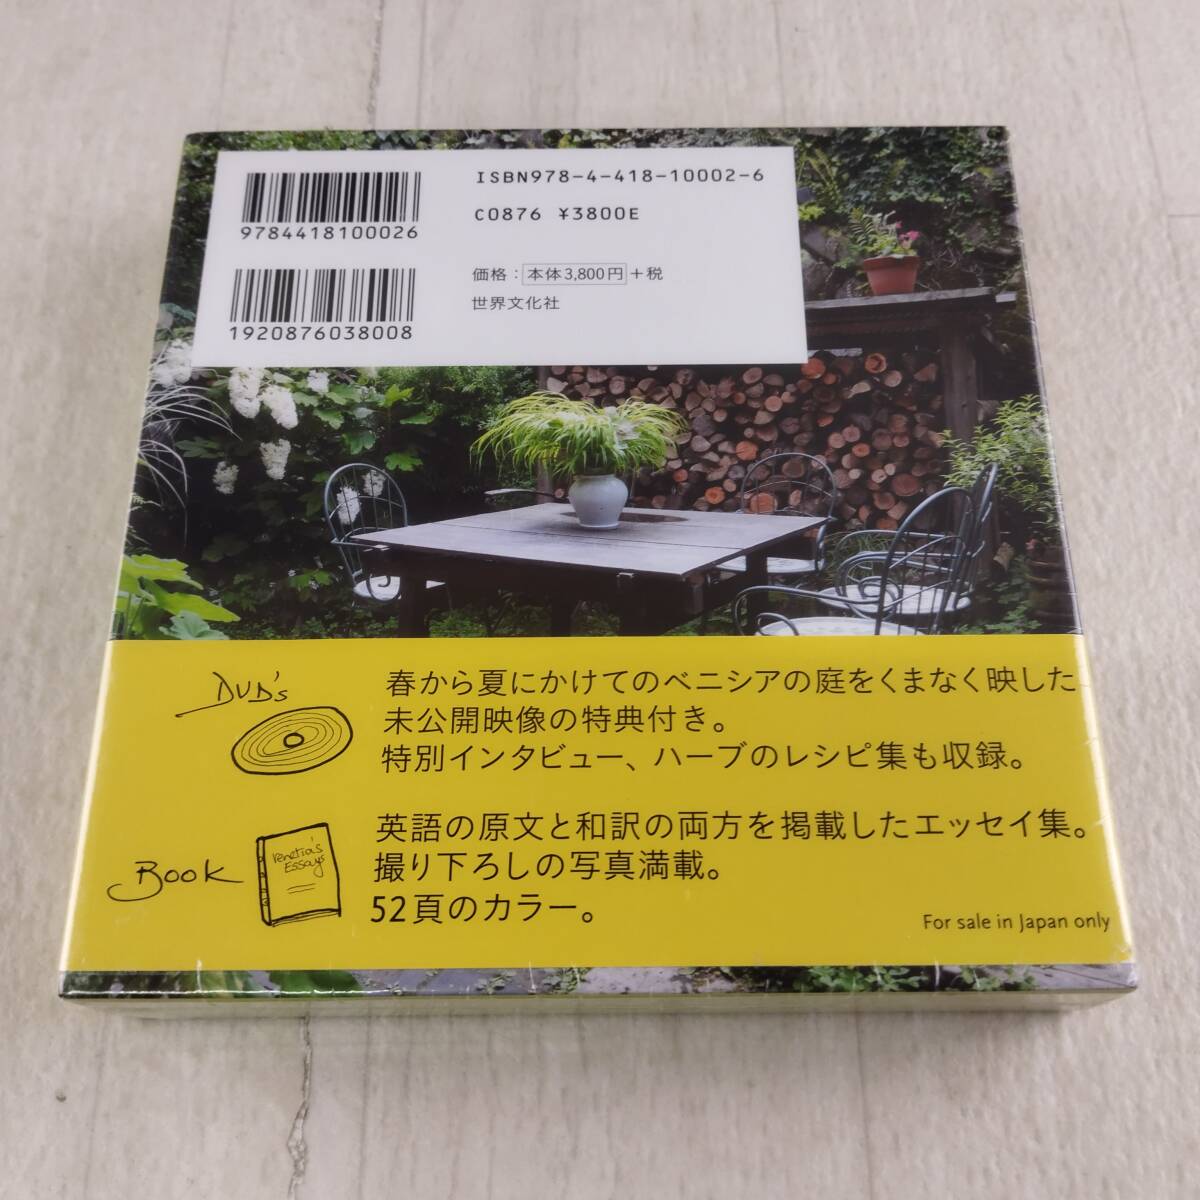 ISBN978-4-418-10002-6
C0876 ¥3800E
9784418100026
価格：本体3,800円＋税
世界文化社
1920876038008
DVD's
春から夏にかけてのベニシアの庭をくまなく映した
未公開映像の特典付き。
特別インタビュー、ハーブのレシピ集も収録。
Book
Venetia's
Essays
英語の原文と和訳の両方を掲載したエッセイ集。
撮り下ろしの写真満載。
52頁のカラー。
For sale in Japan only